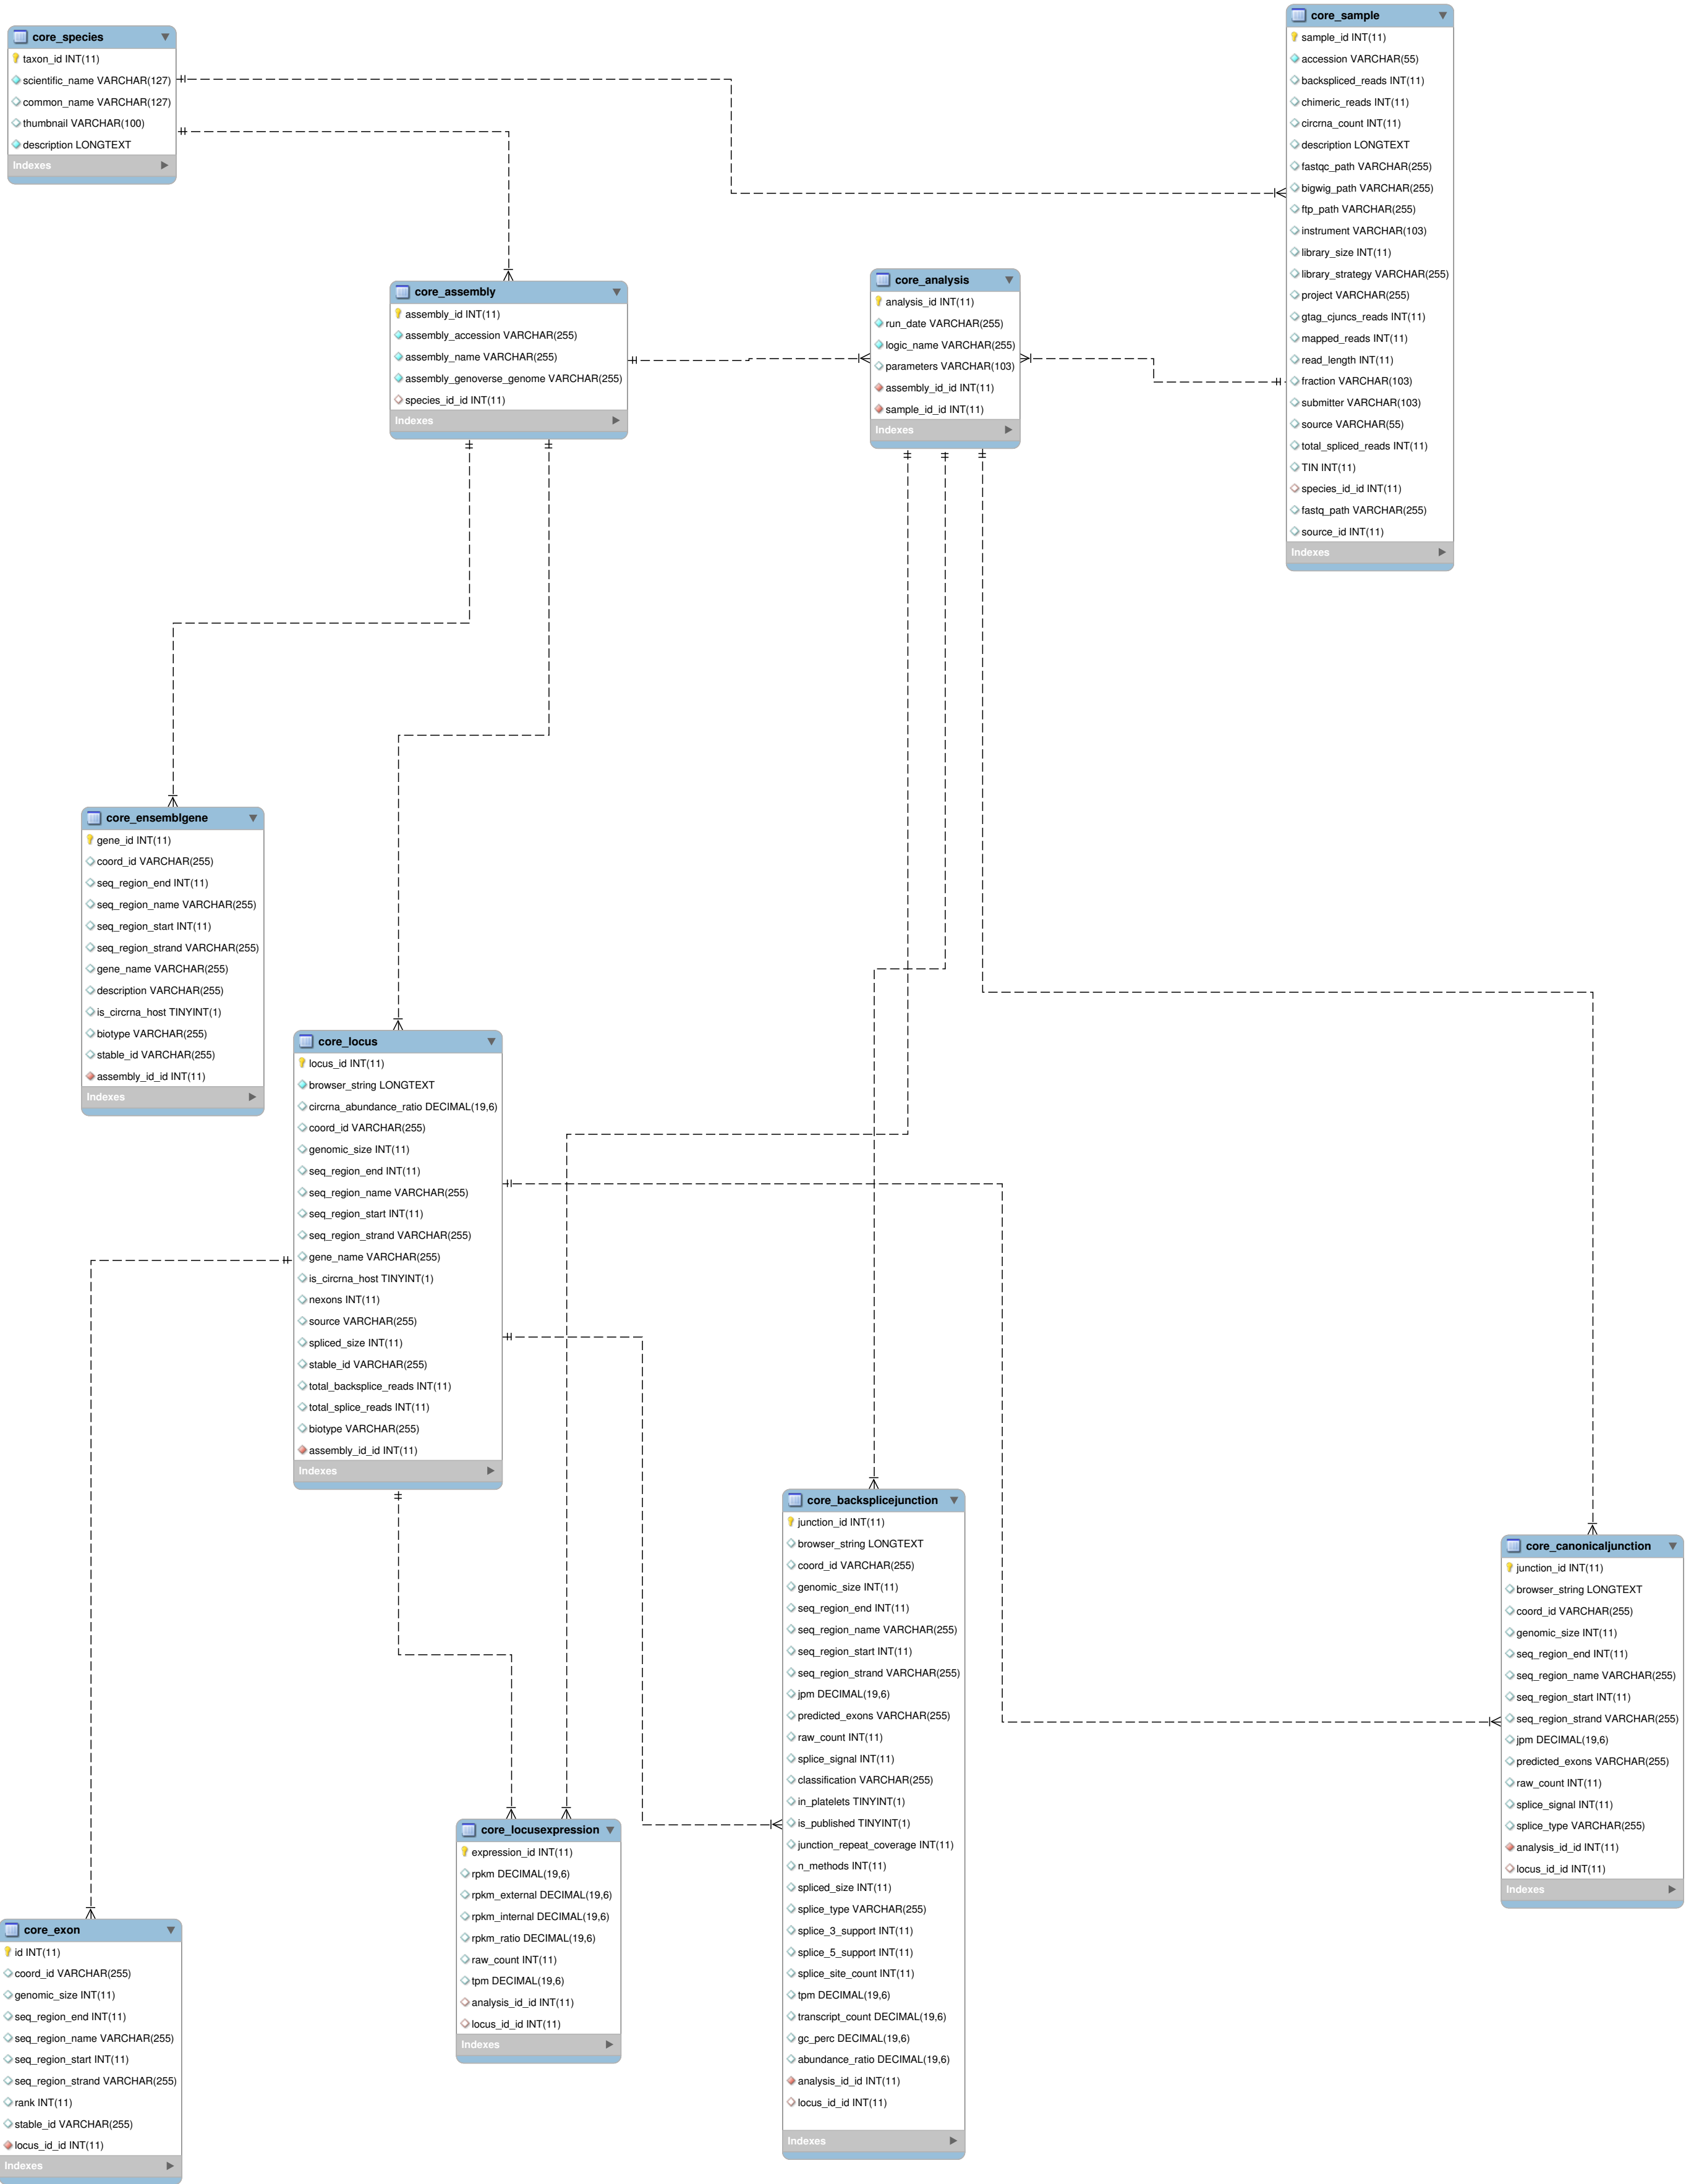 core_species
taxon_id INT(11)
scientific_name VARCHAR(127)
common_name VARCHAR(127)
thumbnail VARCHAR(100)
description LONGTEXT
Indexes
core_sample
sample_id INT(11)
accession VARCHAR(55)
backspliced_reads INT(11)
chimeric_reads INT(11)
circrna_count INT(11)
description LONGTEXT
fastqc_path VARCHAR(255)
bigwig_path VARCHAR(255)
ftp_path VARCHAR(255)
instrument VARCHAR(103)
library_size INT(11)
library_strategy VARCHAR(255)
project VARCHAR(255)
gtag_cjuncs_reads INT(11)
mapped_reads INT(11)
read_length INT(11)
fraction VARCHAR(103)
submitter VARCHAR(103)
source VARCHAR(55)
total_spliced_reads INT(11)
TIN INT(11)
species_id_id INT(11)
fastq_path VARCHAR(255)
source_id INT(11)
Indexes
core_assembly
assembly_id INT(11)
assembly_accession VARCHAR(255)
assembly_name VARCHAR(255)
assembly_genoverse_genome VARCHAR(255)
species_id_id INT(11)
Indexes
core_analysis
analysis_id INT(11)
run_date VARCHAR(255)
logic_name VARCHAR(255)
parameters VARCHAR(103)
assembly_id_id INT(11)
sample_id_id INT(11)
Indexes
core_ensemblgene
gene_id INT(11)
coord_id VARCHAR(255)
seq_region_end INT(11)
seq_region_name VARCHAR(255)
seq_region_start INT(11)
seq_region_strand VARCHAR(255)
gene_name VARCHAR(255)
description VARCHAR(255)
is_circrna_host TINYINT(1)
biotype VARCHAR(255)
stable_id VARCHAR(255)
assembly_id_id INT(11)
Indexes
core_locus
locus_id INT(11)
browser_string LONGTEXT
circrna_abundance_ratio DECIMAL(19,6)
coord_id VARCHAR(255)
genomic_size INT(11)
seq_region_end INT(11)
seq_region_name VARCHAR(255)
seq_region_start INT(11)
seq_region_strand VARCHAR(255)
gene_name VARCHAR(255)
is_circrna_host TINYINT(1)
nexons INT(11)
source VARCHAR(255)
spliced_size INT(11)
stable_id VARCHAR(255)
total_backsplice_reads INT(11)
total_splice_reads INT(11)
biotype VARCHAR(255)
assembly_id_id INT(11)
Indexes
core_backsplicejunction
junction_id INT(11)
browser_string LONGTEXT
coord_id VARCHAR(255)
genomic_size INT(11)
seq_region_end INT(11)
seq_region_name VARCHAR(255)
seq_region_start INT(11)
seq_region_strand VARCHAR(255)
jpm DECIMAL(19,6)
predicted_exons VARCHAR(255)
raw_count INT(11)
splice_signal INT(11)
classification VARCHAR(255)
in_platelets TINYINT(1)
is_published TINYINT(1)
junction_repeat_coverage INT(11)
n_methods INT(11)
spliced_size INT(11)
splice_type VARCHAR(255)
splice_3_support INT(11)
splice_5_support INT(11)
splice_site_count INT(11)
tpm DECIMAL(19,6)
transcript_count DECIMAL(19,6)
gc_perc DECIMAL(19,6)
abundance_ratio DECIMAL(19,6)
analysis_id_id INT(11)
locus_id_id INT(11)
Indexes
core_canonicaljunction
junction_id INT(11)
browser_string LONGTEXT
coord_id VARCHAR(255)
genomic_size INT(11)
seq_region_end INT(11)
seq_region_name VARCHAR(255)
seq_region_start INT(11)
seq_region_strand VARCHAR(255)
jpm DECIMAL(19,6)
predicted_exons VARCHAR(255)
raw_count INT(11)
splice_signal INT(11)
splice_type VARCHAR(255)
analysis_id_id INT(11)
locus_id_id INT(11)
Indexes
core_locusexpression
expression_id INT(11)
rpkm DECIMAL(19,6)
rpkm_external DECIMAL(19,6)
rpkm_internal DECIMAL(19,6)
rpkm_ratio DECIMAL(19,6)
raw_count INT(11)
tpm DECIMAL(19,6)
analysis_id_id INT(11)
locus_id_id INT(11)
Indexes
core_exon
id INT(11)
coord_id VARCHAR(255)
genomic_size INT(11)
seq_region_end INT(11)
seq_region_name VARCHAR(255)
seq_region_start INT(11)
seq_region_strand VARCHAR(255)
rank INT(11)
stable_id VARCHAR(255)
locus_id_id INT(11)
Indexes